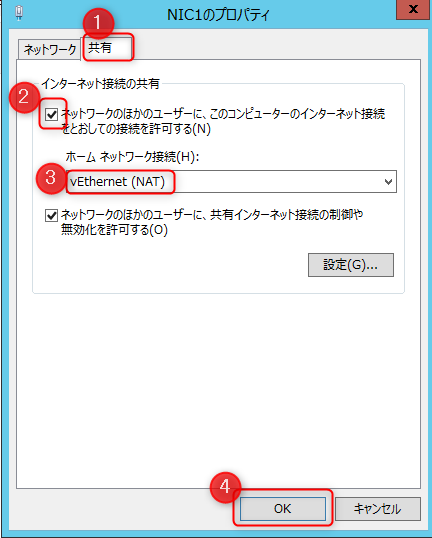 NIC1のプロパティ
x
1
ネットワーク 共有
インターネット接続の共有
2
ネットワークのほかのユーザーに、このコンピューターのインターネット接続
をとおしての接続を許可する(N)
ホーム ネットワーク接続(H):
3
vEthernet (NAT)
ネットワークのほかのユーザーに、共有インターネット接続の制御や
無効化を許可する(O)
設定(G)...
4
OK キャンセル